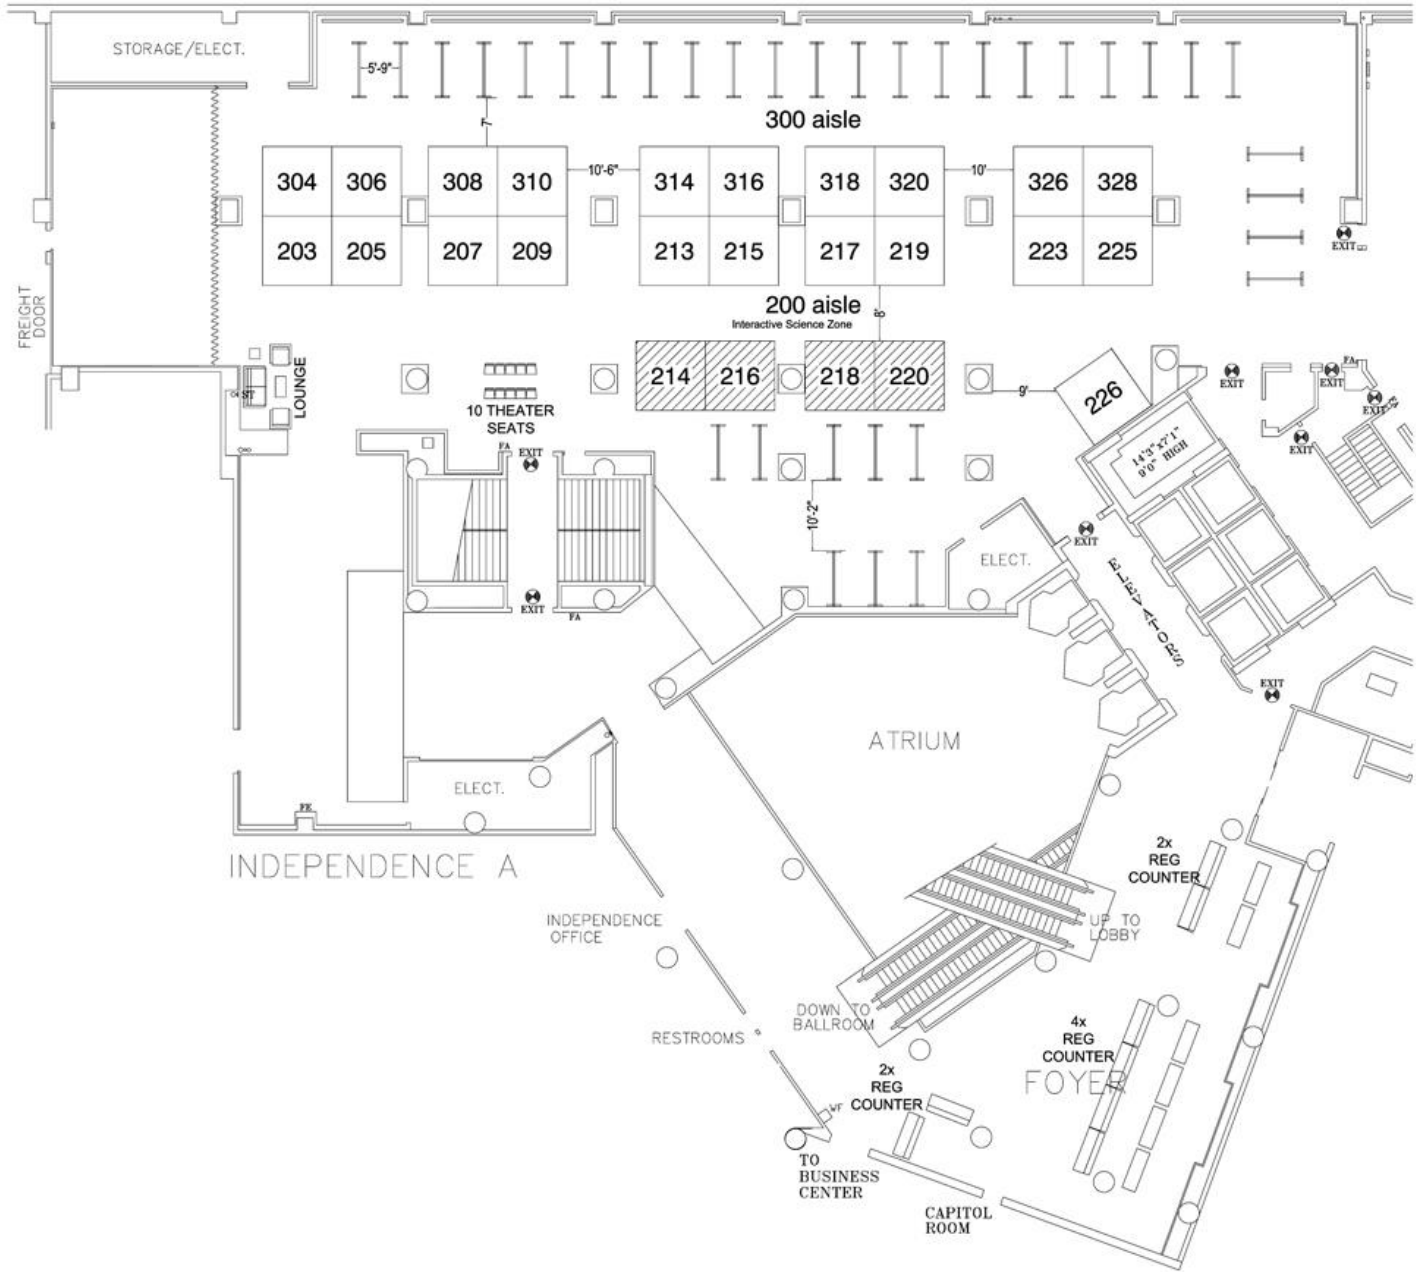 STORAGE/ELECT.
5'-9"
7'
300 aisle
304
306
308
310
10'-6"
314
316
318
320
10'
326
328
203
205
207
209
213
215
217
219
223
225
EXIT
FREIGHT
DOOR
200 aisle
Interactive Science Zone
8'
LOUNGE
ST
10 THEATER
SEATS
214
216
218
220
9'
226
EXIT
EXIT
FA
EXIT
FA
EXIT
14'3"x7'1"
9'0" HIGH
FA
EXIT
10'-2"
EXIT
ELECT.
ELEVATORS
EXIT
FA
EXIT
ATRIUM
ELECT.
FE
INDEPENDENCE A
2x
REG
COUNTER
INDEPENDENCE
OFFICE
UP TO
LOBBY
DOWN TO
BALLROOM
RESTROOMS
4x
REG
COUNTER
FOYER
2x
REG
COUNTER
WF
TO
BUSINESS
CENTER
CAPITOL
ROOM